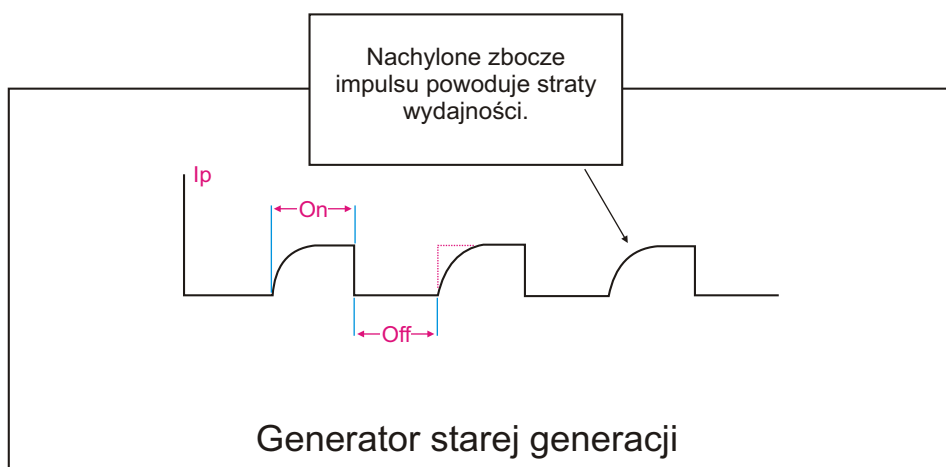 Nachylone zbocze
impulsu powoduje straty
wydajności.
Ip
On
Off
Generator starej generacji